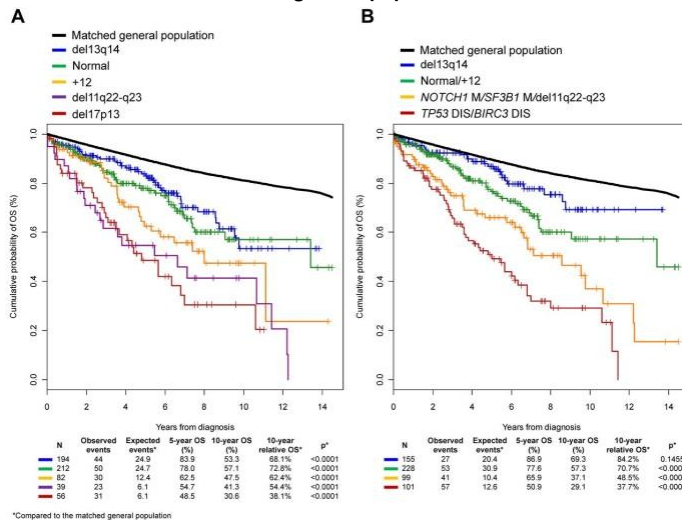 A
Matched general population
del13q14
Normal
+12
del11q22-q23
del17p13
Cumulative probability of OS (%)
1.0
0.8
0.6
0.4
0.2
0.0
0 2 4 6 8 10 12 14
Years from diagnosis
N Observed events Expected events* 5-year OS (%) 10-year OS (%) 10-year relative OS* p*
194 44 24.9 83.9 53.3 68.1% <0.0001
212 50 24.7 78.0 57.1 72.8% <0.0001
82 30 12.4 62.5 47.5 62.4% <0.0001
39 23 6.1 54.7 41.3 54.4% <0.0001
56 31 6.1 48.5 30.6 38.1% <0.0001
*Compared to the matched general population
B
Matched general population
del13q14
Normal/+12
NOTCH1 M/SF3B1 M/del11q22-q23
TP53 DIS/BIRC3 DIS
Cumulative probability of OS (%)
1.0
0.8
0.6
0.4
0.2
0.0
0 2 4 6 8 10 12 14
Years from diagnosis
N Observed events Expected events* 5-year OS (%) 10-year OS (%) 10-year relative OS* p*
155 27 20.4 86.9 69.3 84.2% 0.1455
228 53 30.9 77.6 57.3 70.7% <0.0001
99 41 10.4 65.9 37.1 48.5% <0.0001
101 57 12.6 50.9 29.1 37.7% <0.0001